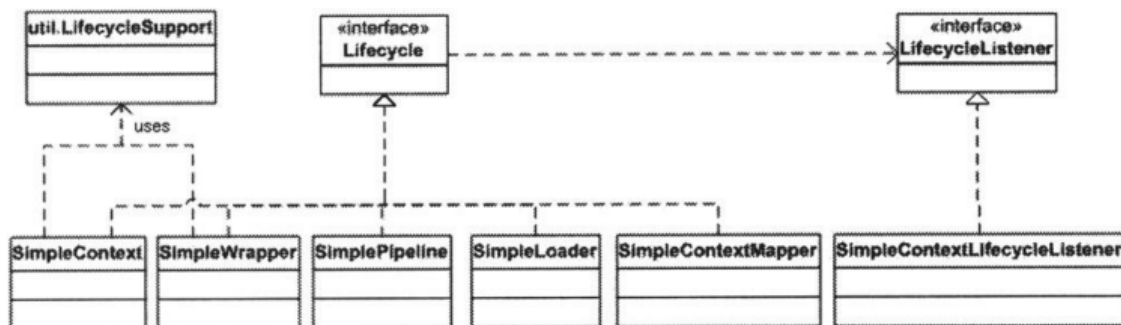 util.LifecycleSupport
«interface»
Lifecycle
«interface»
LifecycleListener
uses
SimpleContext
SimpleWrapper
SimplePipeline
SimpleLoader
SimpleContextMapper
SimpleContextLifecycleListener